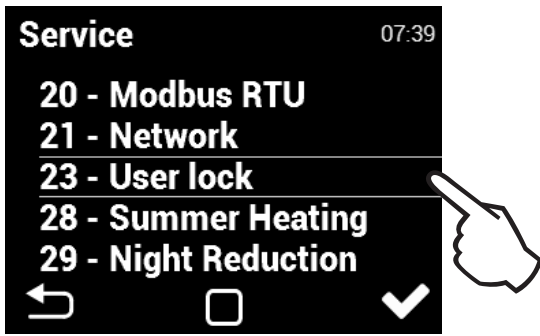 Service 07:39
20 - Modbus RTU
21 - Network
23 - User lock
28 - Summer Heating
29 - Night Reduction